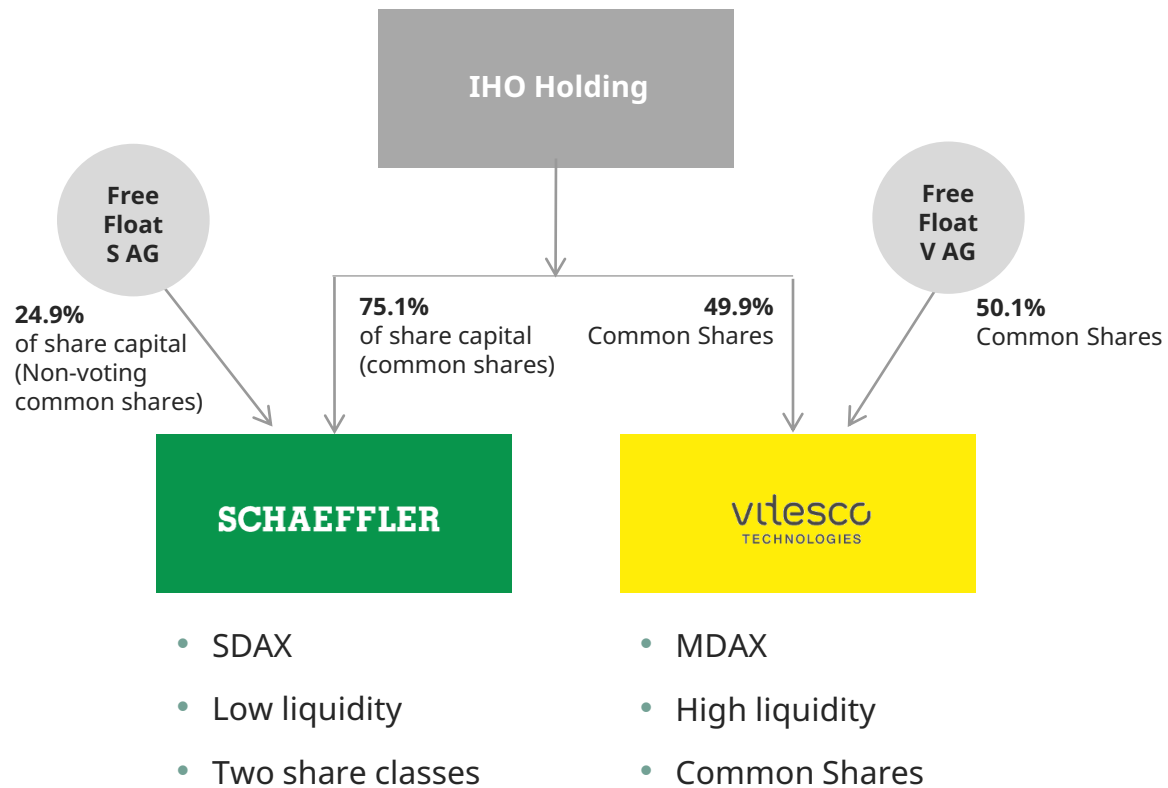 IHO Holding
Free
Float
S AG
Free
Float
V AG
24.9%
of share capital
(Non-voting
common shares)
75.1%
of share capital
(common shares)
49.9%
Common Shares
50.1%
Common Shares
SCHAEFFLER
vitesco
TECHNOLOGIES
• SDAX
• Low liquidity
• Two share classes
• MDAX
• High liquidity
• Common Shares